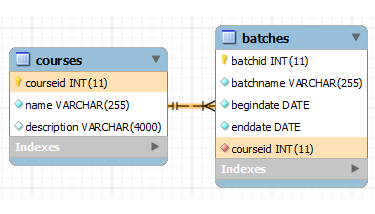 courses
courseid INT(11)
name VARCHAR(255)
description VARCHAR(4000)
Indexes
batches
batchid INT(11)
batchname VARCHAR(255)
begindate DATE
enddate DATE
courseid INT(11)
Indexes